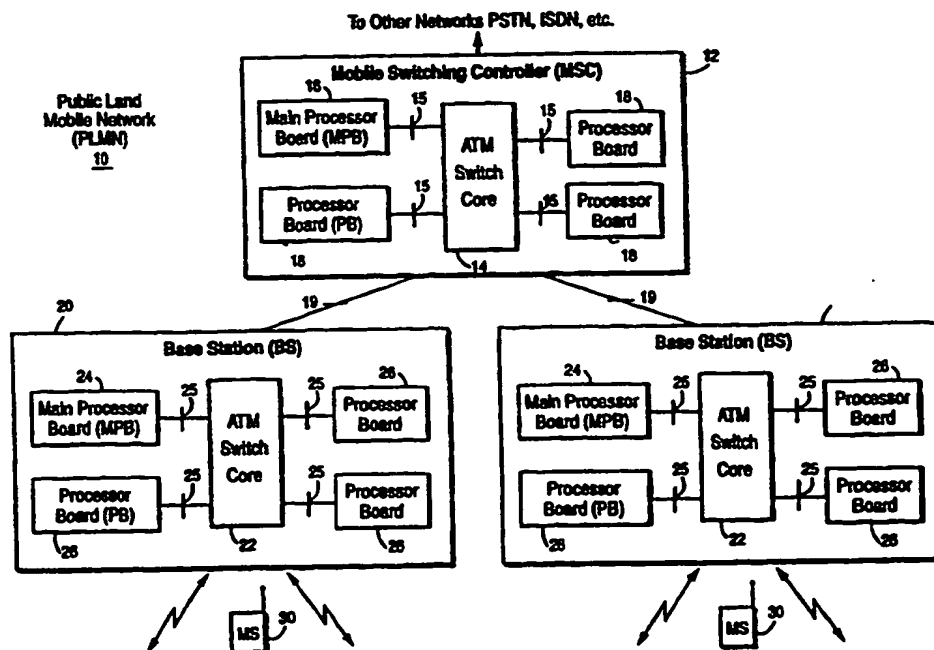 To Other Networks PSTN, ISDN, etc.
12
Mobile Switching Controller (MSC)
Public Land
Mobile Network
(PLMN)
10
15
18
Main Processor
Board (MPB)
15
ATM
Switch
Core
Processor
Board
15
15
Processor
Board (PB)
18
14
Processor
Board
18
19
19
20
Base Station (BS)
24
25
Main Processor
Board (MPB)
25
26
ATM
Switch
Core
Processor
Board
25
25
Processor
Board (PB)
26
22
Processor
Board
26
Base Station (BS)
24
25
Main Processor
Board (MPB)
25
26
ATM
Switch
Core
Processor
Board
25
25
Processor
Board (PB)
26
22
Processor
Board
26
MS
30
MS
30